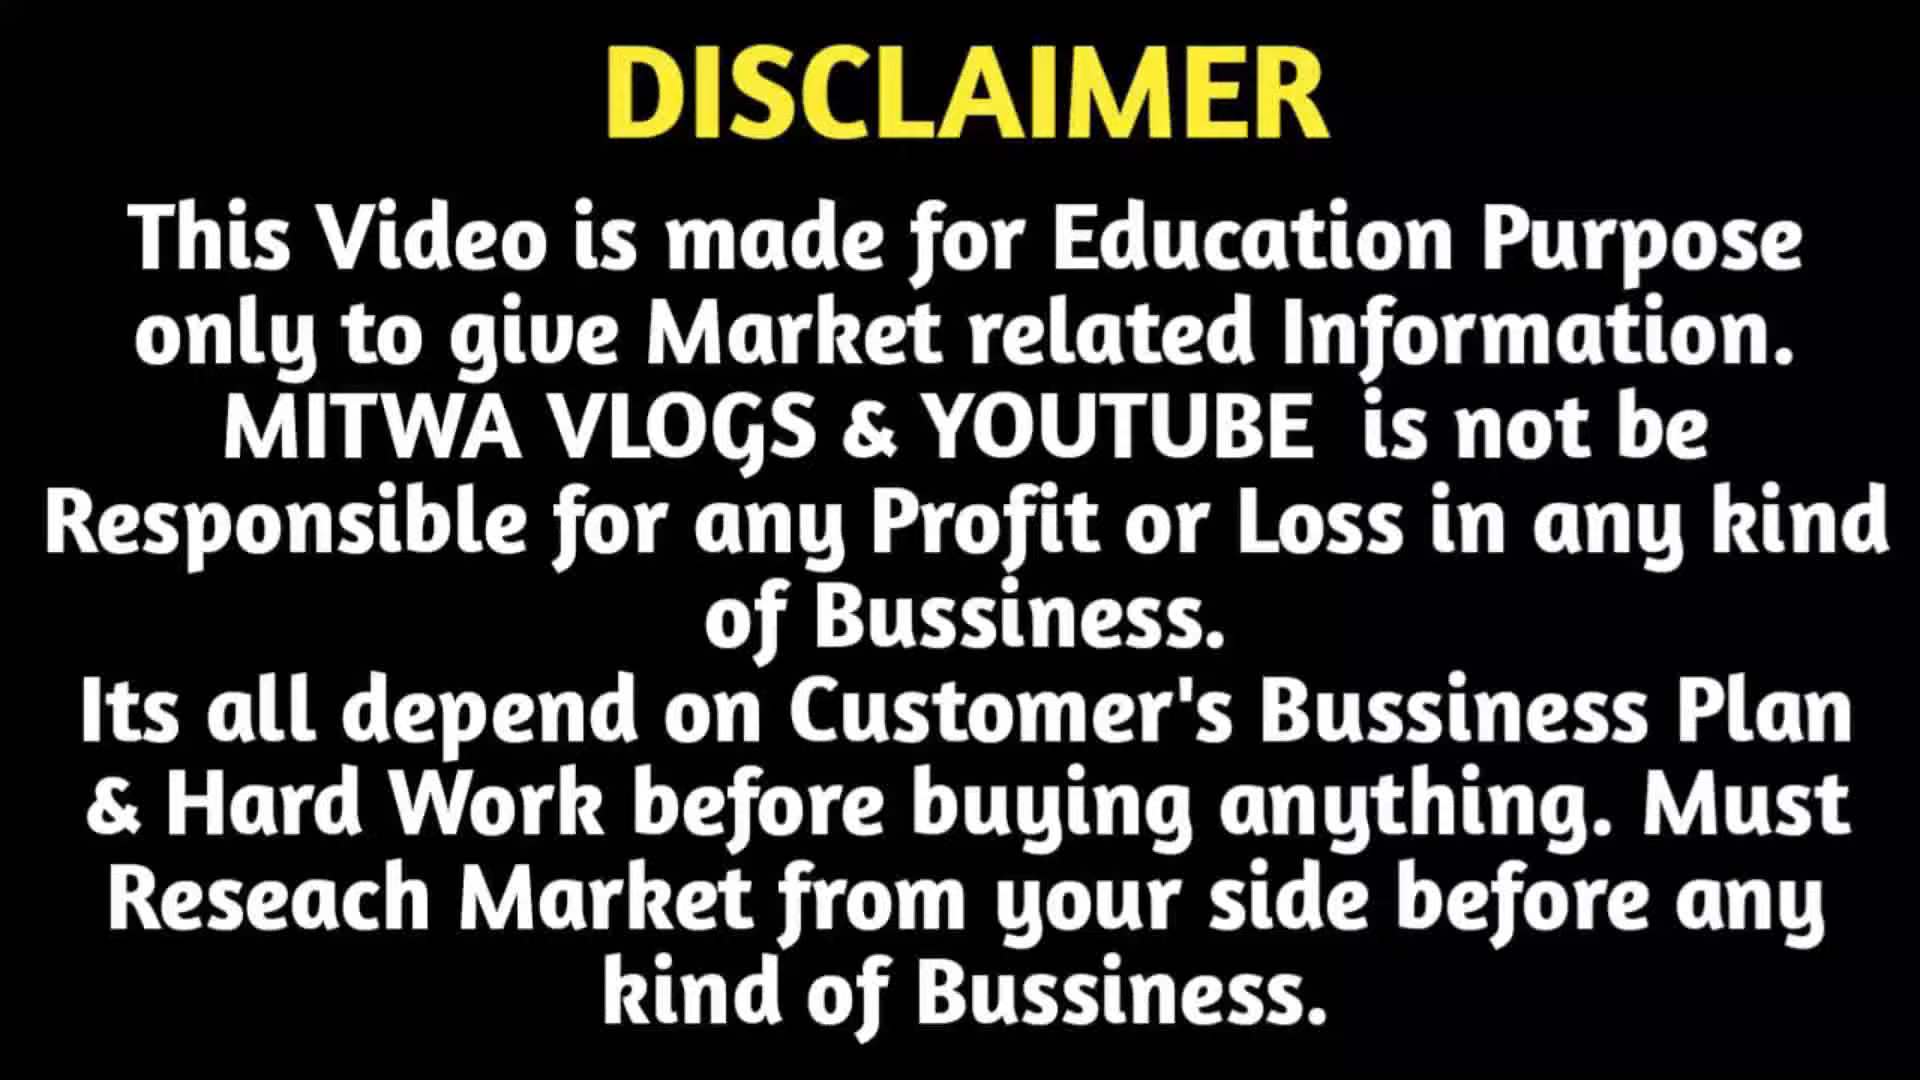 DISCLAIMER
This Video is made for Education Purpose
only to give Market related Information.
MITWA VLOGS & YOUTUBE is not be
Responsible for any Profit or Loss in any kind
of Bussiness.
Its all depend on Customer's Bussiness Plan
& Hard Work before buying anything. Must
Reseach Market from your side before any
kind of Bussiness.